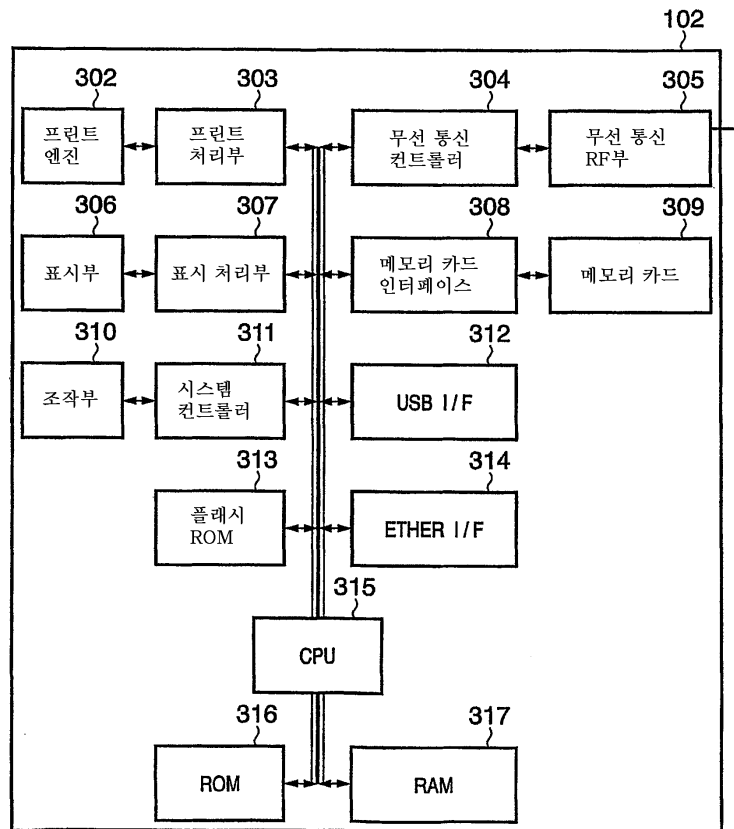 102
302
303
304
305
프린트
엔진
프린트
처리부
무선 통신
컨트롤러
무선 통신
RF부
306
307
308
309
표시부
표시 처리부
메모리 카드
인터페이스
메모리 카드
310
311
312
조작부
시스템
컨트롤러
USB I/F
313
314
플래시
ROM
ETHER I/F
315
CPU
316
317
ROM
RAM